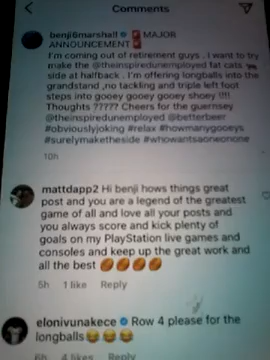 Comments
benji6marshall 🚨 MAJOR
ANNOUNCEMENT 🚨
I'm coming out of retirement guys . I want to try
make the @theinspiredunemployed fat cats
side at halfback . I'm offering longballs into the
grandstand ,no tackling and triple left foot
steps into gooey gooey gooey shoey !!!!
Thoughts ????? Cheers for the guernsey
@theinspiredunemployed @betterbeer
#obviouslyjoking #relax #howmanygooeys
#surelymaketheside #whowantsaoneonone
10h
mattdapp2 Hi benji hows things great
post and you are a legend of the greatest
game of all and love all your posts and
you always score and kick plenty of
goals on my PlayStation live games and
consoles and keep up the great work and
all the best 🏉🏉🏉🏉
5h 1 like Reply
elonivunakece Row 4 please for the
longballs😂😂😂
6h 4 likes Reply